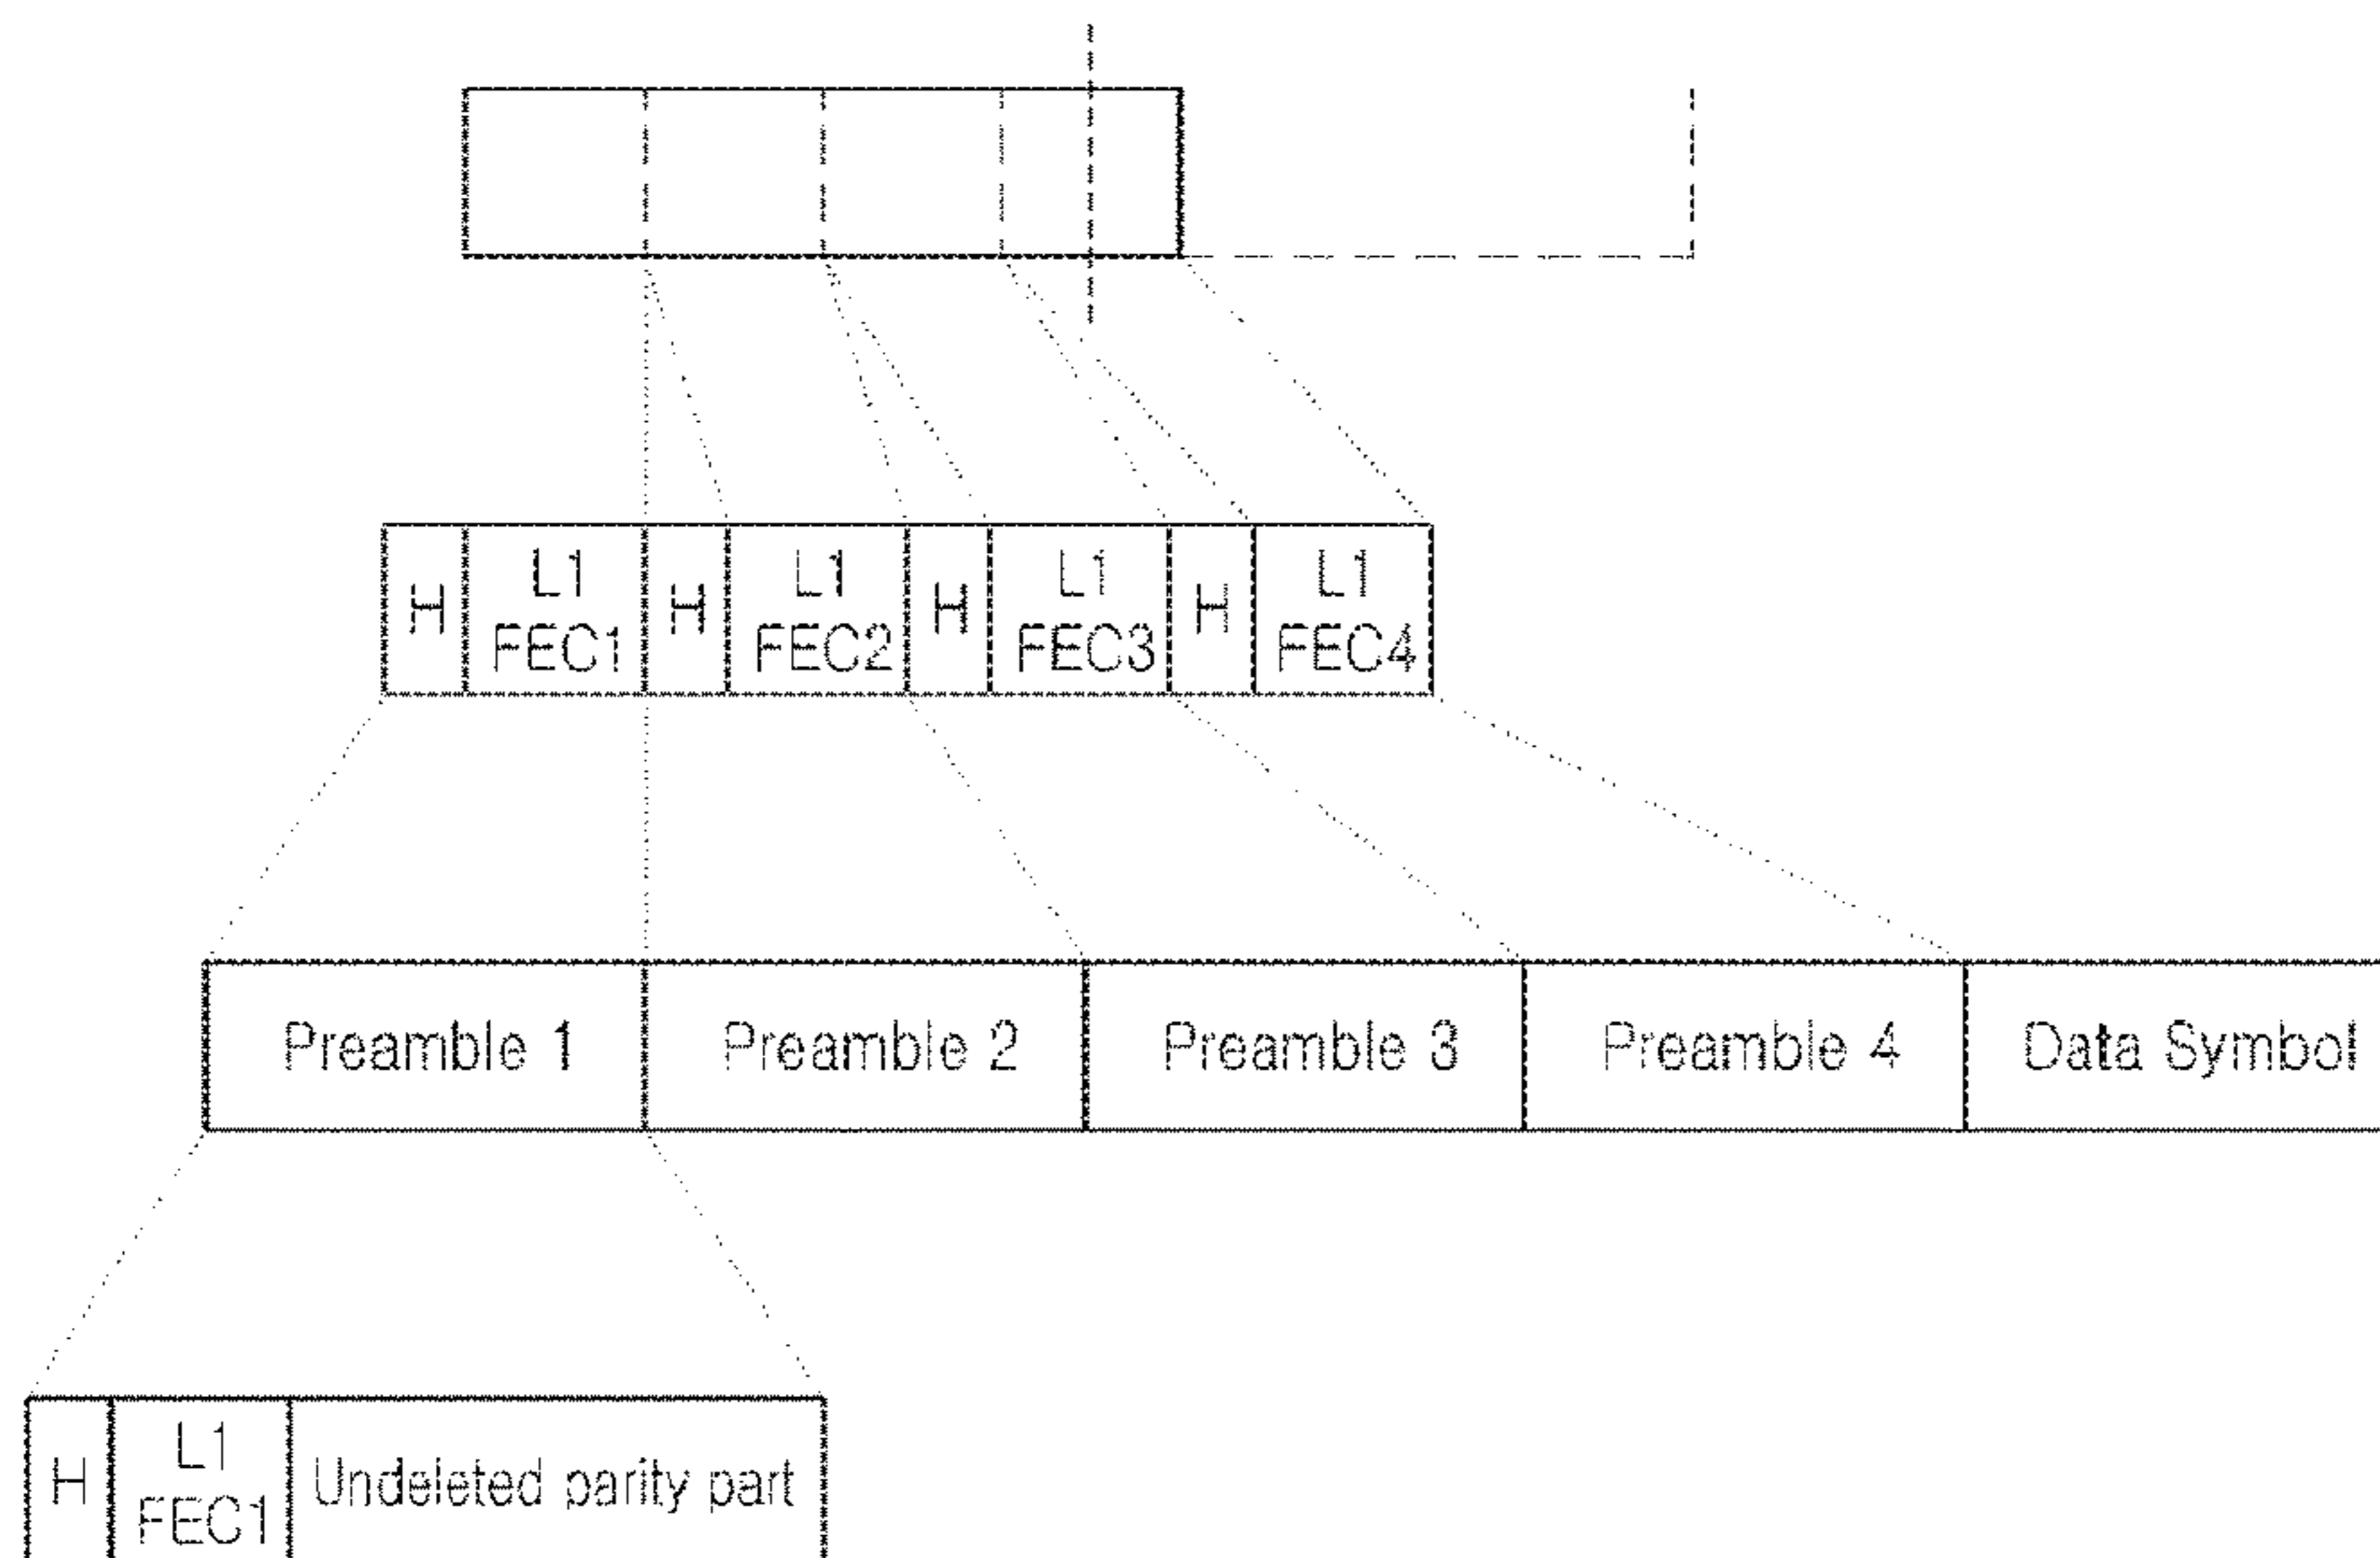 H L1 FEC1 H L1 FEC2 H L1 FEC3 H L1 FEC4
Preamble 1 Preamble 2 Preamble 3 Preamble 4 Data Symbol
H L1 FEC1 Undeleted parity part